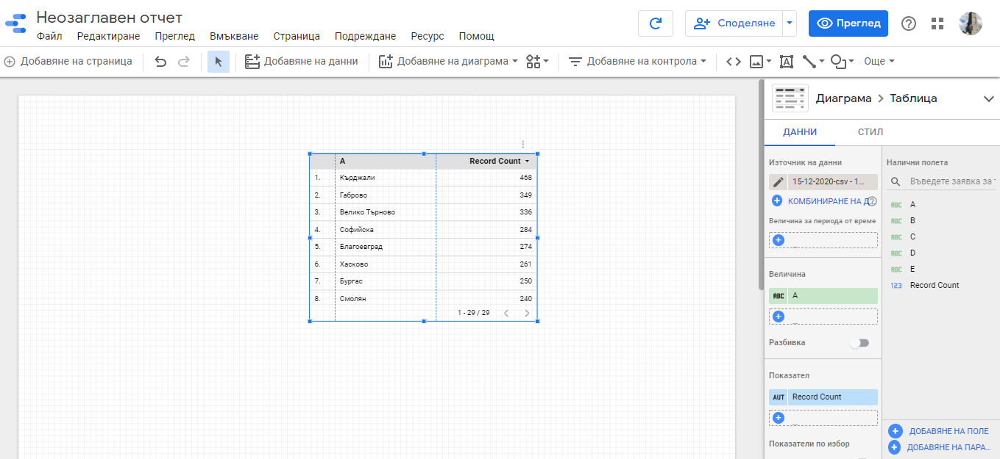 Неозаглавен отчет
Файл Редактиране Преглед Вмъкване Страница Подреждане Ресурс Помощ
Споделяне
Преглед
Добавяне на страница
Добавяне на данни
Добавяне на диаграма
Добавяне на контрола
Още
Диаграма > Таблица
ДАННИ СТИЛ
A Record Count
1. Кърджали 468
2. Габрово 349
3. Велико Търново 336
4. Софийска 284
5. Благоевград 274
6. Хасково 261
7. Бургас 250
8. Смолян 240
1 - 29 / 29
Източник на данни
15-12-2020-csv - 1...
КОМБИНИРАНЕ НА Д
Величина за периода от време
Величина
ABC A
Разбивка
Показател
AUT Record Count
Показатели по избор
Налични полета
Въведете заявка за
ABC A
ABC B
ABC C
ABC D
ABC E
123 Record Count
ДОБАВЯНЕ НА ПОЛЕ
ДОБАВЯНЕ НА ПАРА...